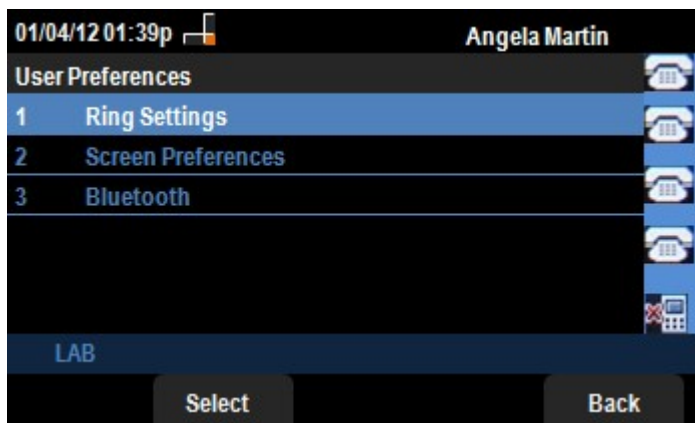 01/04/12 01:39p Angela Martin
User Preferences
1 Ring Settings
2 Screen Preferences
3 Bluetooth
LAB
Select Back